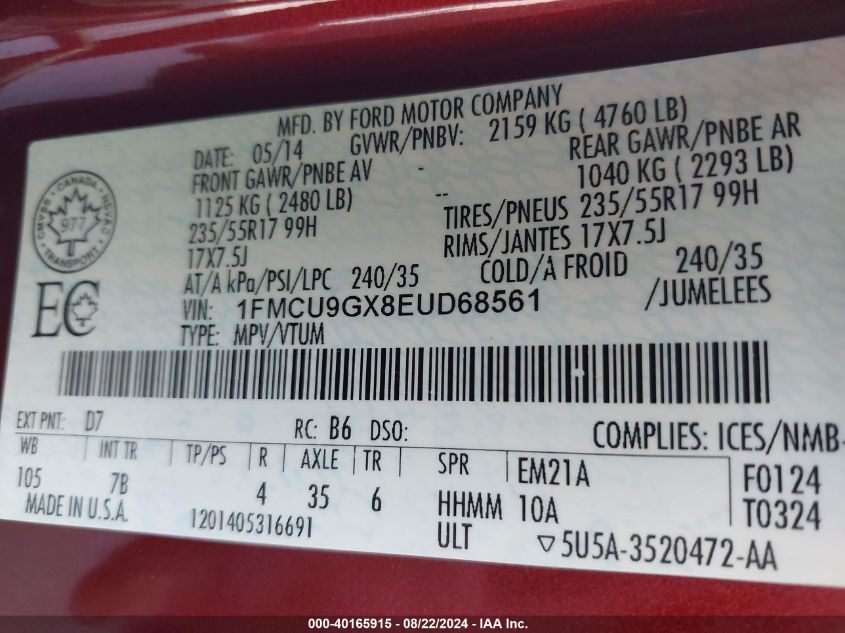 MFD. BY FORD MOTOR COMPANY
DATE: 05/14 GVWR/PNBV: 2159 KG ( 4760 LB)
FRONT GAWR/PNBE AV - REAR GAWR/PNBE AR
1125 KG ( 2480 LB) -- 1040 KG ( 2293 LB)
235/55R17 99H TIRES/PNEUS 235/55R17 99H
17X7.5J RIMS/JANTES 17X7.5J
AT/A kPa/PSI/LPC 240/35 COLD/A FROID 240/35
VIN: 1FMCU9GX8EUD68561 /JUMELEES
TYPE: MPV/VTUM
CANADA
CMVSS NSVAC
977
TRANSPORT
EC
EXT PNT: D7 RC: B6 DSO: COMPLIES: ICES/NMB-
WB INT TR TP/PS R AXLE TR SPR EM21A F0124
105 7B 4 35 6 HHMM 10A T0324
MADE IN U.S.A. 1201405316691 ULT ▽5U5A-3520472-AA
000-40165915 - 08/22/2024 - IAA Inc.